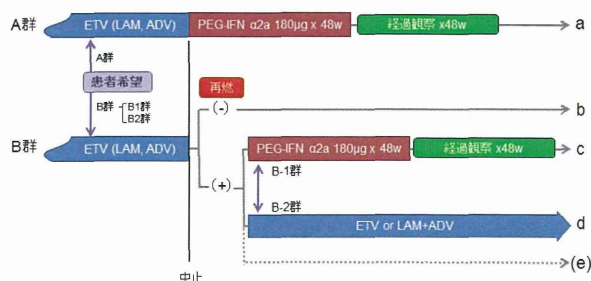 A群
ETV (LAM, ADV)
PEG-IFN α2a 180μg x 48w
経過観察 x48w
a
A群
患者希望
B群
B1群
B2群
再燃
(-)
b
B群
ETV (LAM, ADV)
(+)
PEG-IFN α2a 180μg x 48w
経過観察 x48w
c
B-1群
B-2群
ETV or LAM+ADV
d
(e)
中止